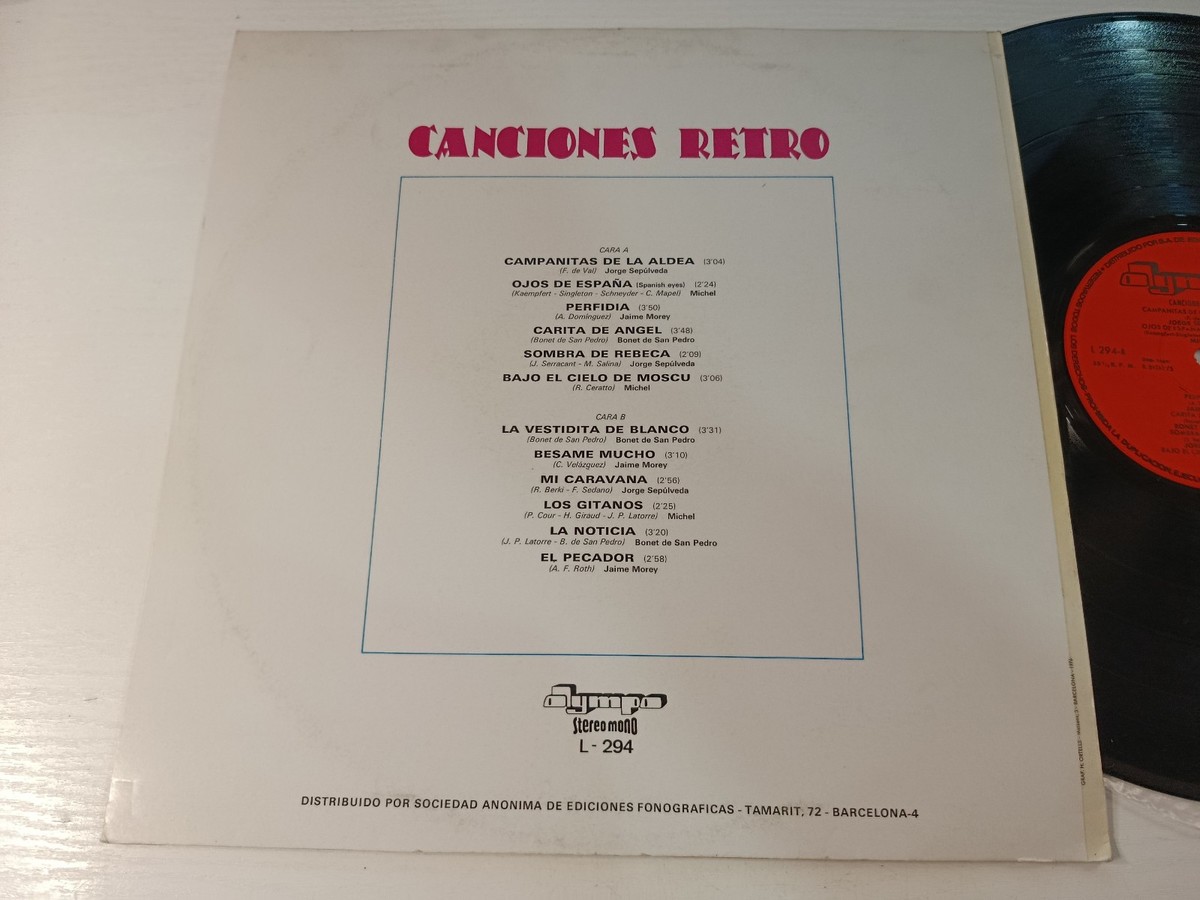 CANCIONES RETRO
CARA A
CAMPANITAS DE LA ALDEA (3'04)
(F. de Val) Jorge Sepúlveda
OJOS DE ESPAÑA (Spanish eyes) (2'24)
(Kaempfert - Singleton - Schneyder - C. Mapel) Michel
PERFIDIA (3'50)
(A. Domínguez) Jaime Morey
CARITA DE ANGEL (3'48)
(Bonet de San Pedro) Bonet de San Pedro
SOMBRA DE REBECA (2'09)
(J. Serracant - M. Salina) Jorge Sepúlveda
BAJO EL CIELO DE MOSCU (3'06)
(R. Ceratto) Michel
CARA B
LA VESTIDITA DE BLANCO (3'31)
(Bonet de San Pedro) Bonet de San Pedro
BESAME MUCHO (3'10)
(C. Velázquez) Jaime Morey
MI CARAVANA (2'56)
(R. Berki - F. Sedano) Jorge Sepúlveda
LOS GITANOS (2'25)
(P. Cour - H. Giraud - J. P. Latorre) Michel
LA NOTICIA (3'20)
(J. P. Latorre - B. de San Pedro) Bonet de San Pedro
EL PECADOR (2'58)
(A. F. Roth) Jaime Morey
Olympo
Stereo mono
L - 294
DISTRIBUIDO POR SOCIEDAD ANONIMA DE EDICIONES FONOGRAFICAS - TAMARIT, 72 - BARCELONA-4
Olympo
L 294-A